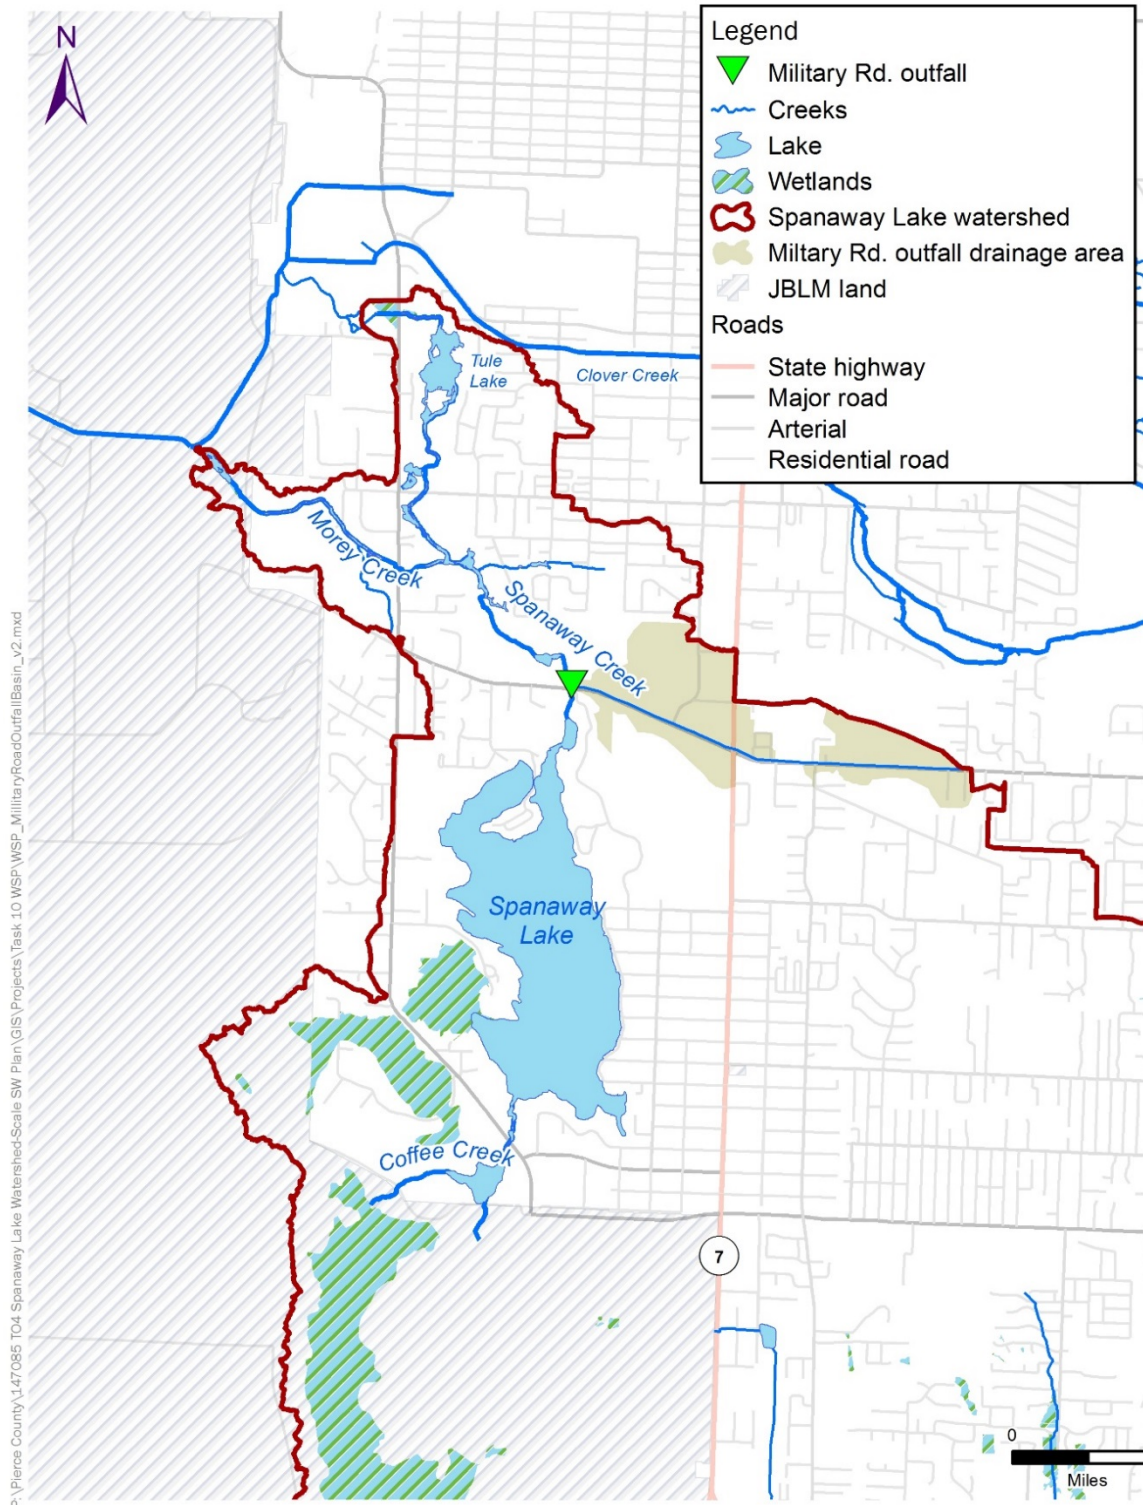 N
Legend
Military Rd. outfall
Creeks
Lake
Wetlands
Spanaway Lake watershed
Miltary Rd. outfall drainage area
JBLM land
Roads
State highway
Major road
Arterial
Residential road
Tule
Lake
Clover Creek
Morey Creek
Spanaway Creek
Spanaway
Lake
Coffee Creek
7
0
Miles
P:\Pierce County\147085 TO4 Spanaway Lake Watershed-Scale SW Plan\GIS\Projects\Task 10 WSP\WSP_MillitaryRoadOutfallBasin_v2.mxd